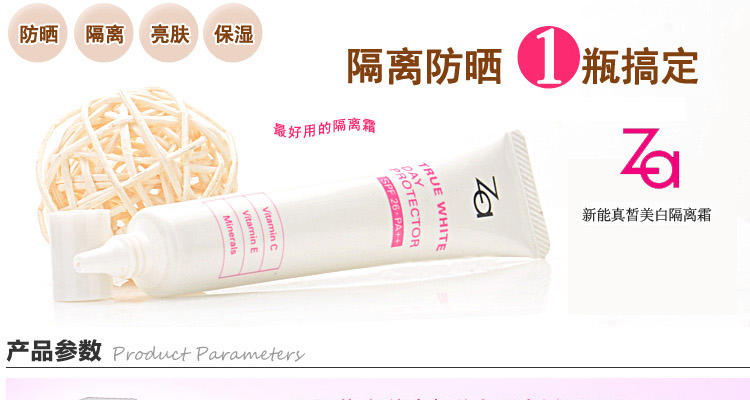 防晒 隔离 亮肤 保湿
隔离防晒 1 瓶搞定
最好用的隔离霜
Za
新能真皙美白隔离霜
Za
TRUE WHITE
DAY
PROTECTOR
SPF 26·PA++
Vitamin C
Vitamin E
Minerals
产品参数 Product Parameters